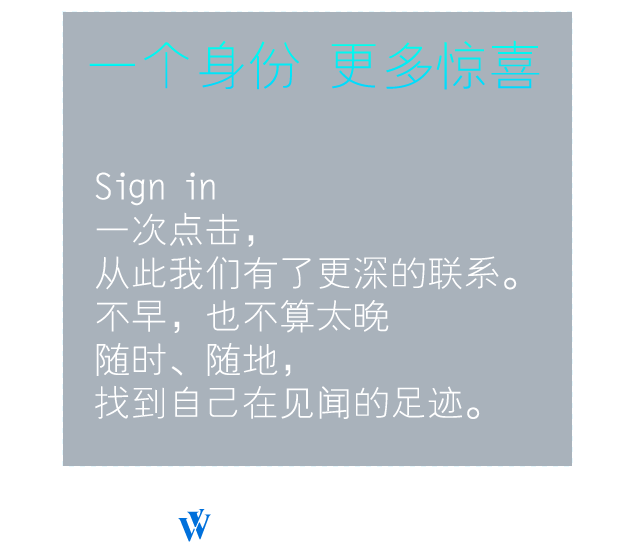 一个身份 更多惊喜
Sign in
一次点击，
从此我们有了更深的联系。
不早，也不算太晚
随时、随地，
找到自己在见闻的足迹。
W